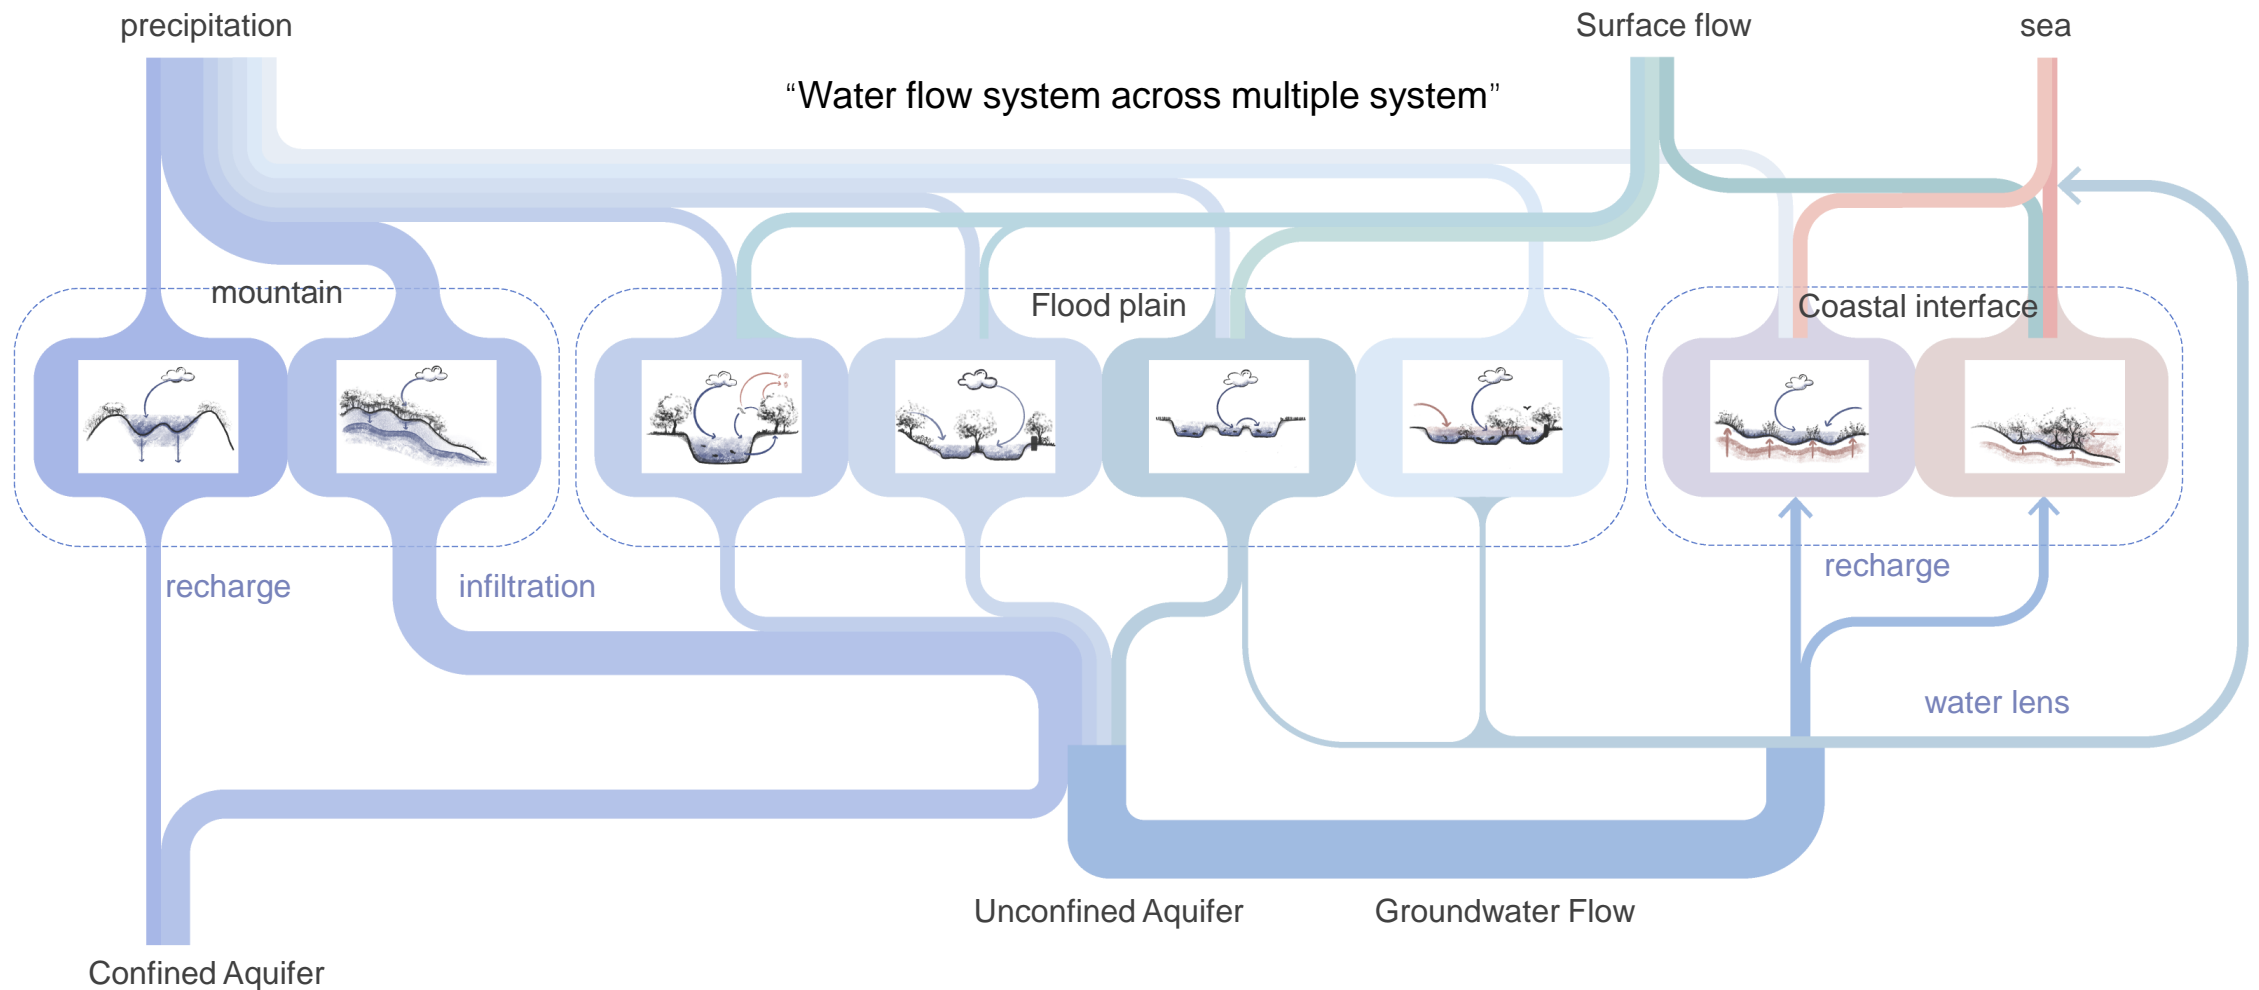 precipitation
Surface flow
sea
“Water flow system across multiple system”
mountain
Flood plain
Coastal interface
recharge
infiltration
recharge
water lens
Unconfined Aquifer
Groundwater Flow
Confined Aquifer